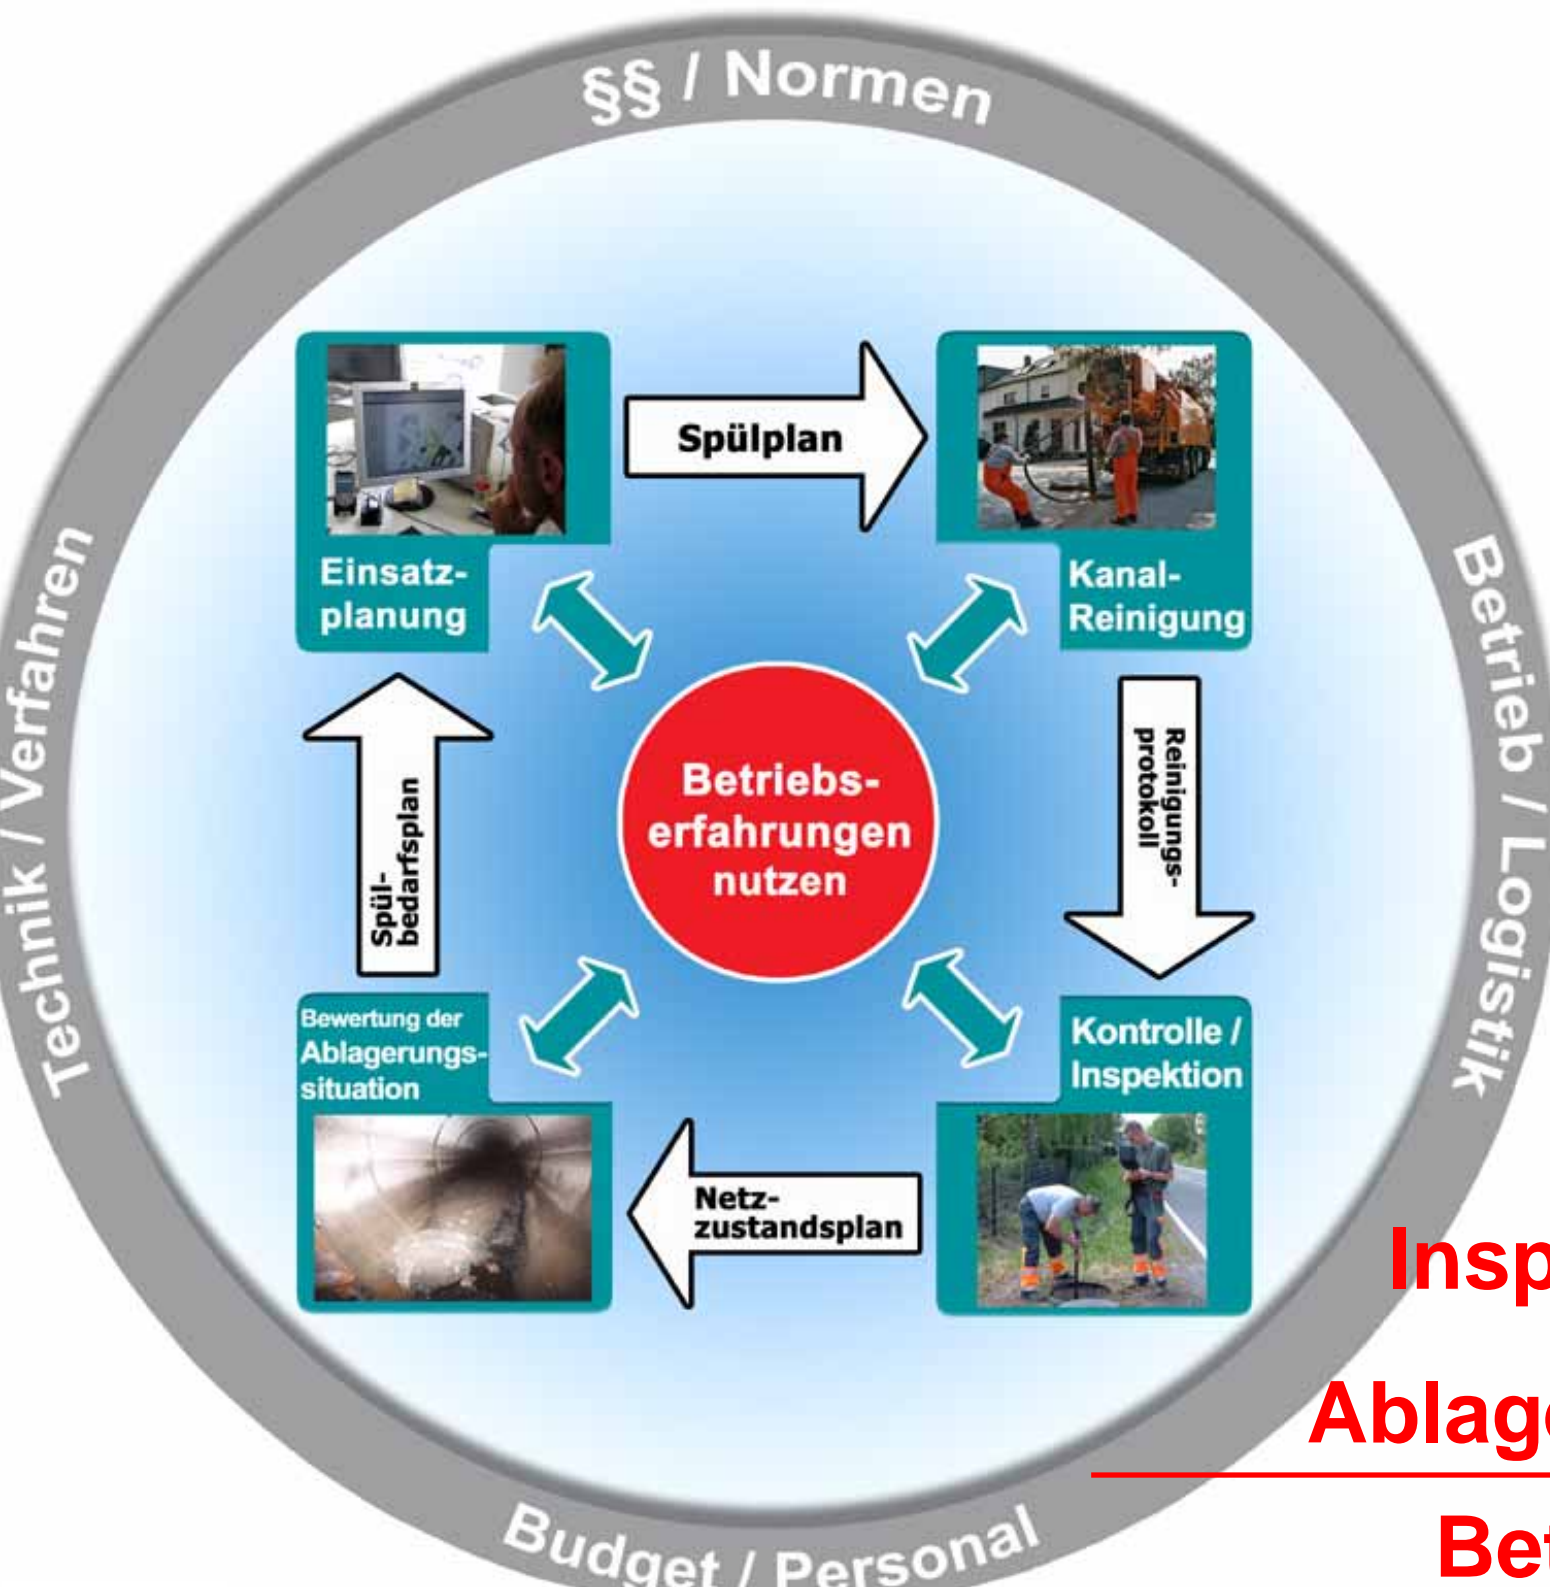 §§ / Normen
Technik / Verfahren
Betrieb / Logistik
Budget / Personal
Einsatz-
planung
Spülplan
Kanal-
Reinigung
Reinigungs-
protokoll
Kontrolle /
Inspektion
Netz-
zustandsplan
Bewertung der
Ablagerungs-
situation
Spül-
bedarfsplan
Betriebs-
erfahrungen
nutzen